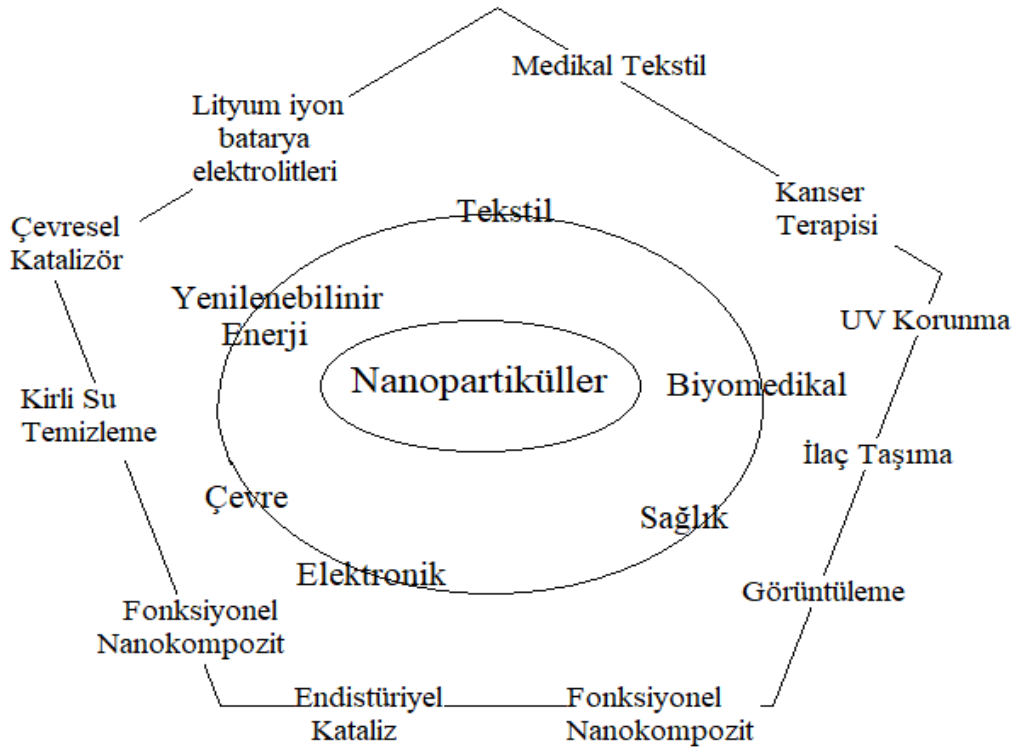 Medikal Tekstil
Lityum iyon
batarya
elektrolitleri
Kanser
Terapisi
Çevresel
Katalizör
Tekstil
Yenilenebilinir
Enerji
UV Korunma
Nanopartiküller
Biyomedikal
Kirli Su
Temizleme
İlaç Taşıma
Çevre
Sağlık
Elektronik
Görüntüleme
Fonksiyonel
Nanokompozit
Endistüriyel
Kataliz
Fonksiyonel
Nanokompozit